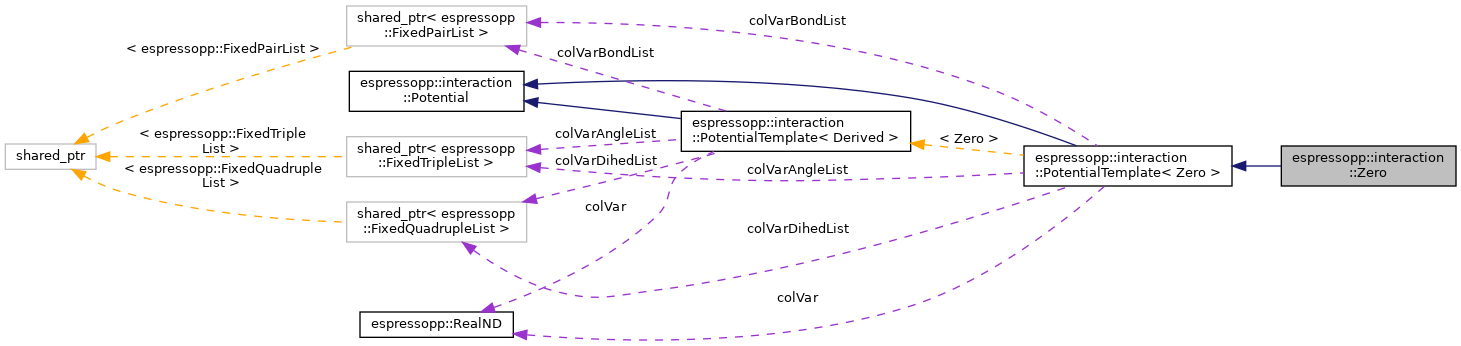 shared_ptr< espressopp
::FixedPairList >
colVarBondList
< espressopp::FixedPairList >
colVarBondList
espressopp::interaction
::Potential
espressopp::interaction
::PotentialTemplate< Derived >
< espressopp::FixedTriple
List >
colVarAngleList
< Zero >
shared_ptr
shared_ptr< espressopp
::FixedTripleList >
colVarDihedList
colVarAngleList
espressopp::interaction
::PotentialTemplate< Zero >
espressopp::interaction
::Zero
< espressopp::FixedQuadruple
List >
shared_ptr< espressopp
::FixedQuadrupleList >
colVar
colVarDihedList
colVar
espressopp::RealND